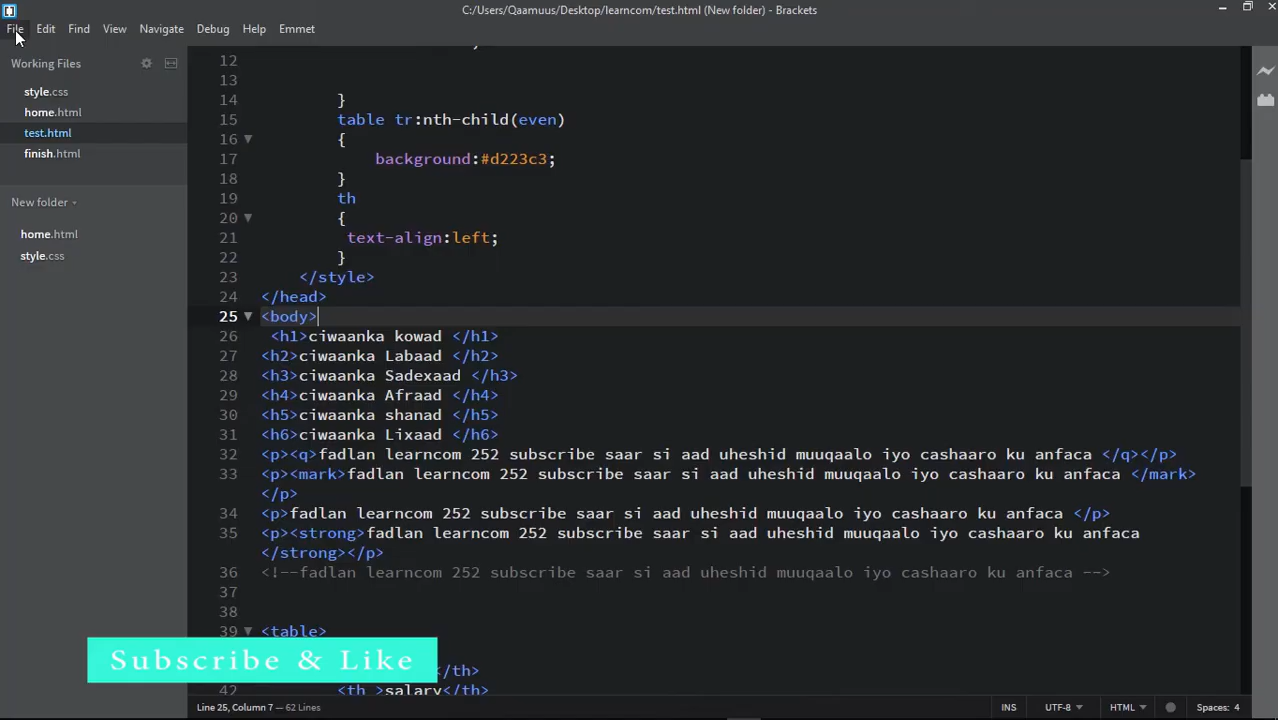 C:/Users/Qaamuus/Desktop/learncom/test.html (New folder) - Brackets
File Edit Find View Navigate Debug Help Emmet
Working Files
style.css
home.html
test.html
finish.html
New folder
home.html
style.css
12
13
14 }
15 table tr:nth-child(even)
16 {
17 background:#d223c3;
18 }
19 th
20 {
21 text-align:left;
22 }
23 </style>
24 </head>
25 <body>
26 <h1>ciwaanka kowad </h1>
27 <h2>ciwaanka Labaad </h2>
28 <h3>ciwaanka Sadexaad </h3>
29 <h4>ciwaanka Afraad </h4>
30 <h5>ciwaanka shanad </h5>
31 <h6>ciwaanka Lixaad </h6>
32 <p><q>fadlan learncom 252 subscribe saar si aad uheshid muuqaalo iyo cashaaro ku anfaca </q></p>
33 <p><mark>fadlan learncom 252 subscribe saar si aad uheshid muuqaalo iyo cashaaro ku anfaca </mark>
</p>
34 <p>fadlan learncom 252 subscribe saar si aad uheshid muuqaalo iyo cashaaro ku anfaca </p>
35 <p><strong>fadlan learncom 252 subscribe saar si aad uheshid muuqaalo iyo cashaaro ku anfaca
</strong></p>
36 <!--fadlan learncom 252 subscribe saar si aad uheshid muuqaalo iyo cashaaro ku anfaca -->
37
38
39 <table>
</th>
42 <th >salary</th>
Subscribe & Like
Line 25, Column 7 — 62 Lines
INS UTF-8 HTML Spaces: 4